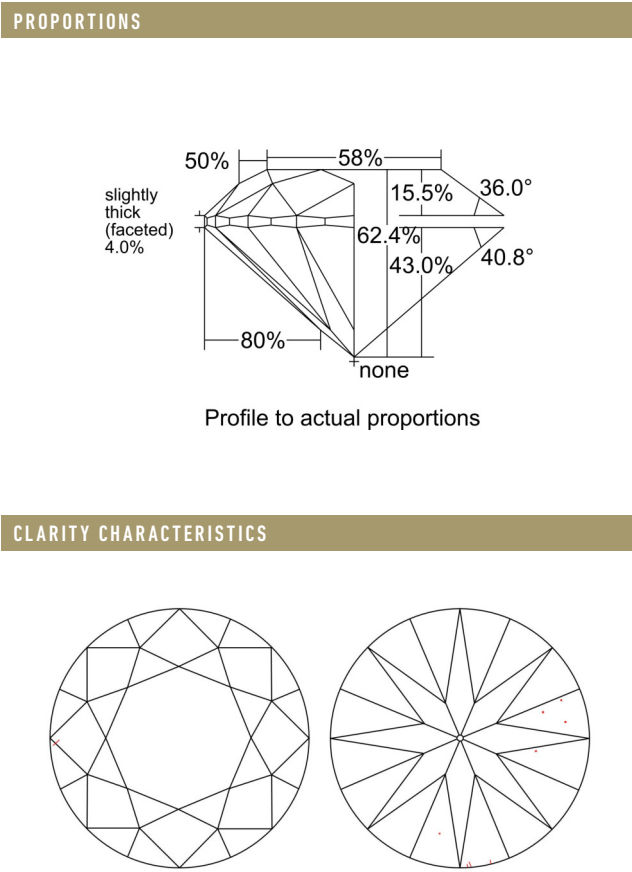 PROPORTIONS
50%
58%
slightly
thick
(faceted)
4.0%
15.5%
36.0°
62.4%
43.0%
40.8°
80%
none
Profile to actual proportions
CLARITY CHARACTERISTICS